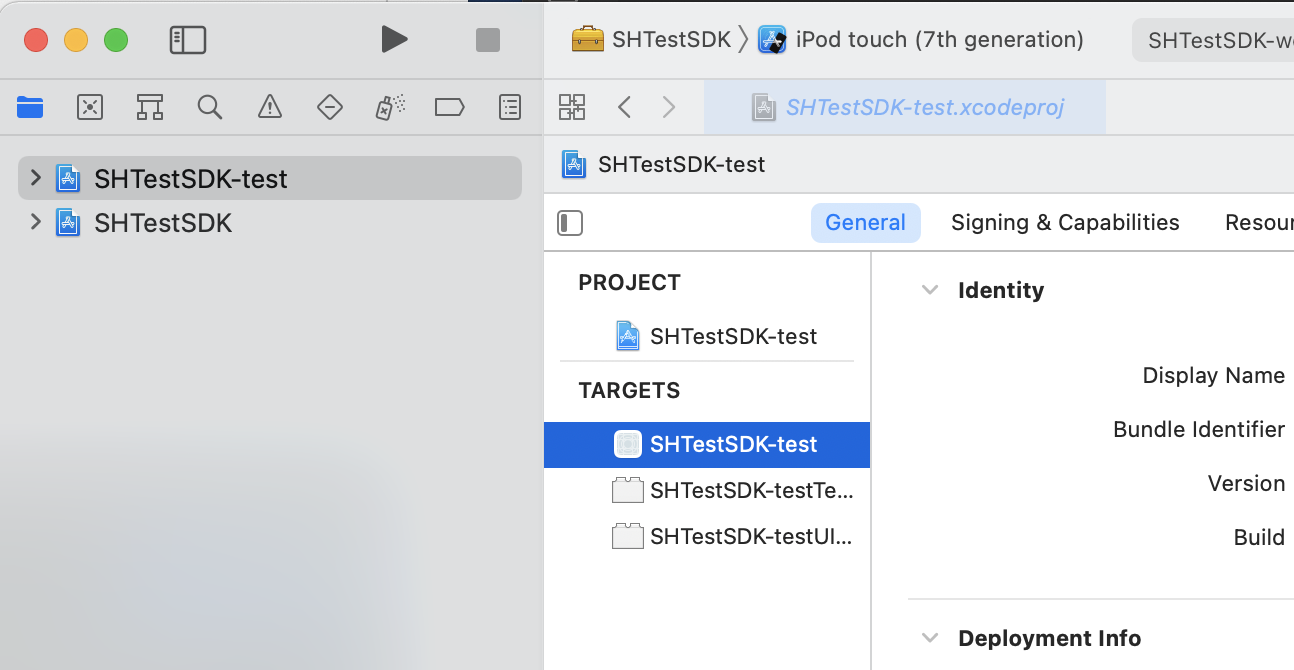 SHTestSDK
iPod touch (7th generation)
SHTestSDK-w
SHTestSDK-test.xcodeproj
SHTestSDK-test
SHTestSDK
SHTestSDK-test
General
Signing & Capabilities
Resour
PROJECT
SHTestSDK-test
TARGETS
SHTestSDK-test
SHTestSDK-testTe...
SHTestSDK-testUI...
Identity
Display Name
Bundle Identifier
Version
Build
Deployment Info